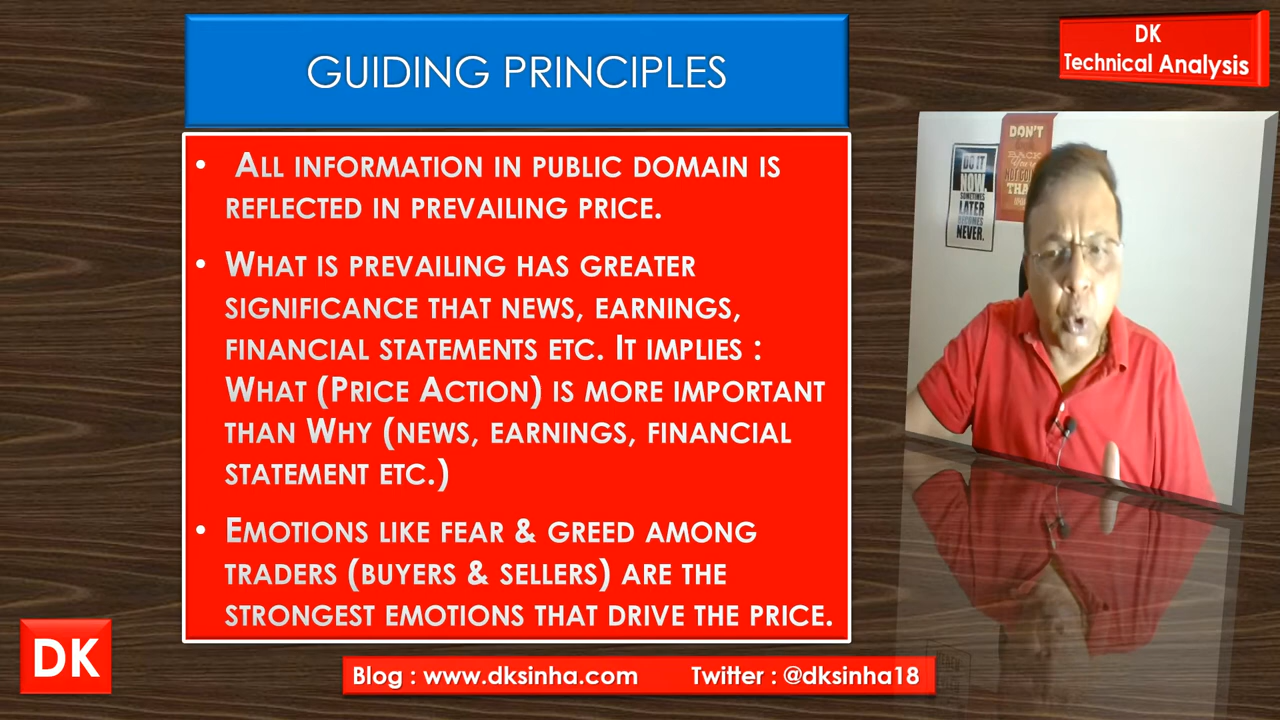 GUIDING PRINCIPLES
DK
Technical Analysis
• ALL INFORMATION IN PUBLIC DOMAIN IS
REFLECTED IN PREVAILING PRICE.
• WHAT IS PREVAILING HAS GREATER
SIGNIFICANCE THAT NEWS, EARNINGS,
FINANCIAL STATEMENTS ETC. IT IMPLIES :
WHAT (PRICE ACTION) IS MORE IMPORTANT
THAN WHY (NEWS, EARNINGS, FINANCIAL
STATEMENT ETC.)
• EMOTIONS LIKE FEAR & GREED AMONG
TRADERS (BUYERS & SELLERS) ARE THE
STRONGEST EMOTIONS THAT DRIVE THE PRICE.
DO IT
NOW.
SOMETIMES
LATER
BECOMES
NEVER.
DON'T
DK
Blog : www.dksinha.com Twitter : @dksinha18